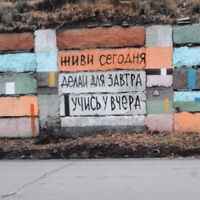 живи сегодня
делай для завтра
учись у вчера